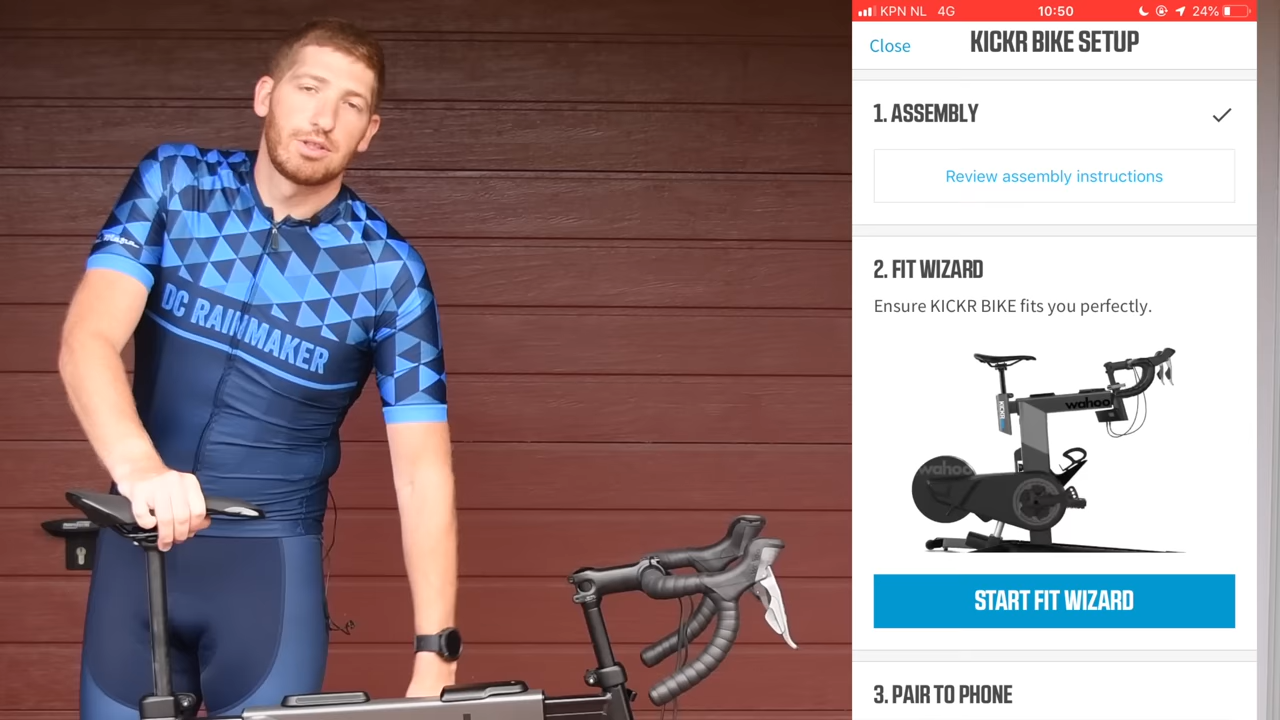 DC RAINMAKER
KPN NL 4G 10:50 24%
Close KICKR BIKE SETUP
1. ASSEMBLY
Review assembly instructions
2. FIT WIZARD
Ensure KICKR BIKE fits you perfectly.
wahoo
KICKR
wahoo
START FIT WIZARD
3. PAIR TO PHONE